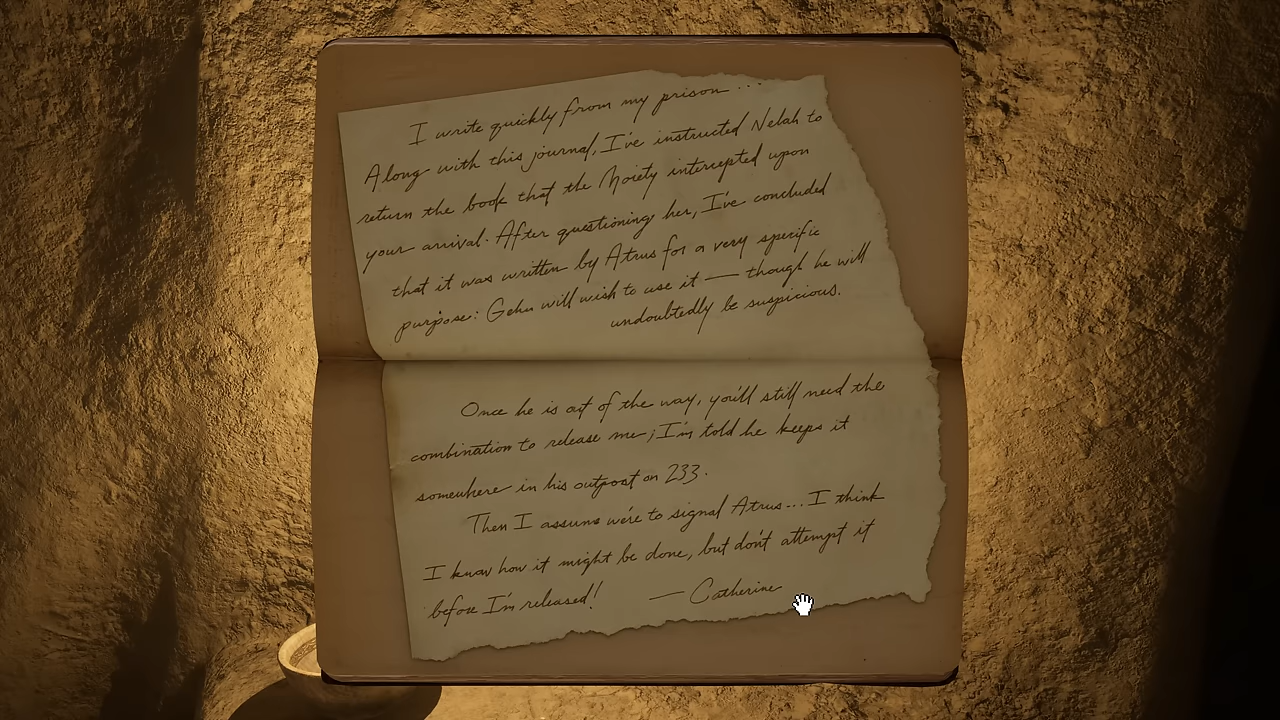 I write quickly from my prison ...
Along with this journal, I've instructed Nelah to
return the book that the Moiety intercepted upon
your arrival. After questioning her, I've concluded
that it was written by Atrus for a very specific
purpose: Gehn will wish to use it — though he will
undoubtedly be suspicious.
Once he is out of the way, you'll still need the
combination to release me; I'm told he keeps it
somewhere in his outpost on 233.
Then I assume we're to signal Atrus... I think
I know how it might be done, but don't attempt it
before I'm released! — Catherine